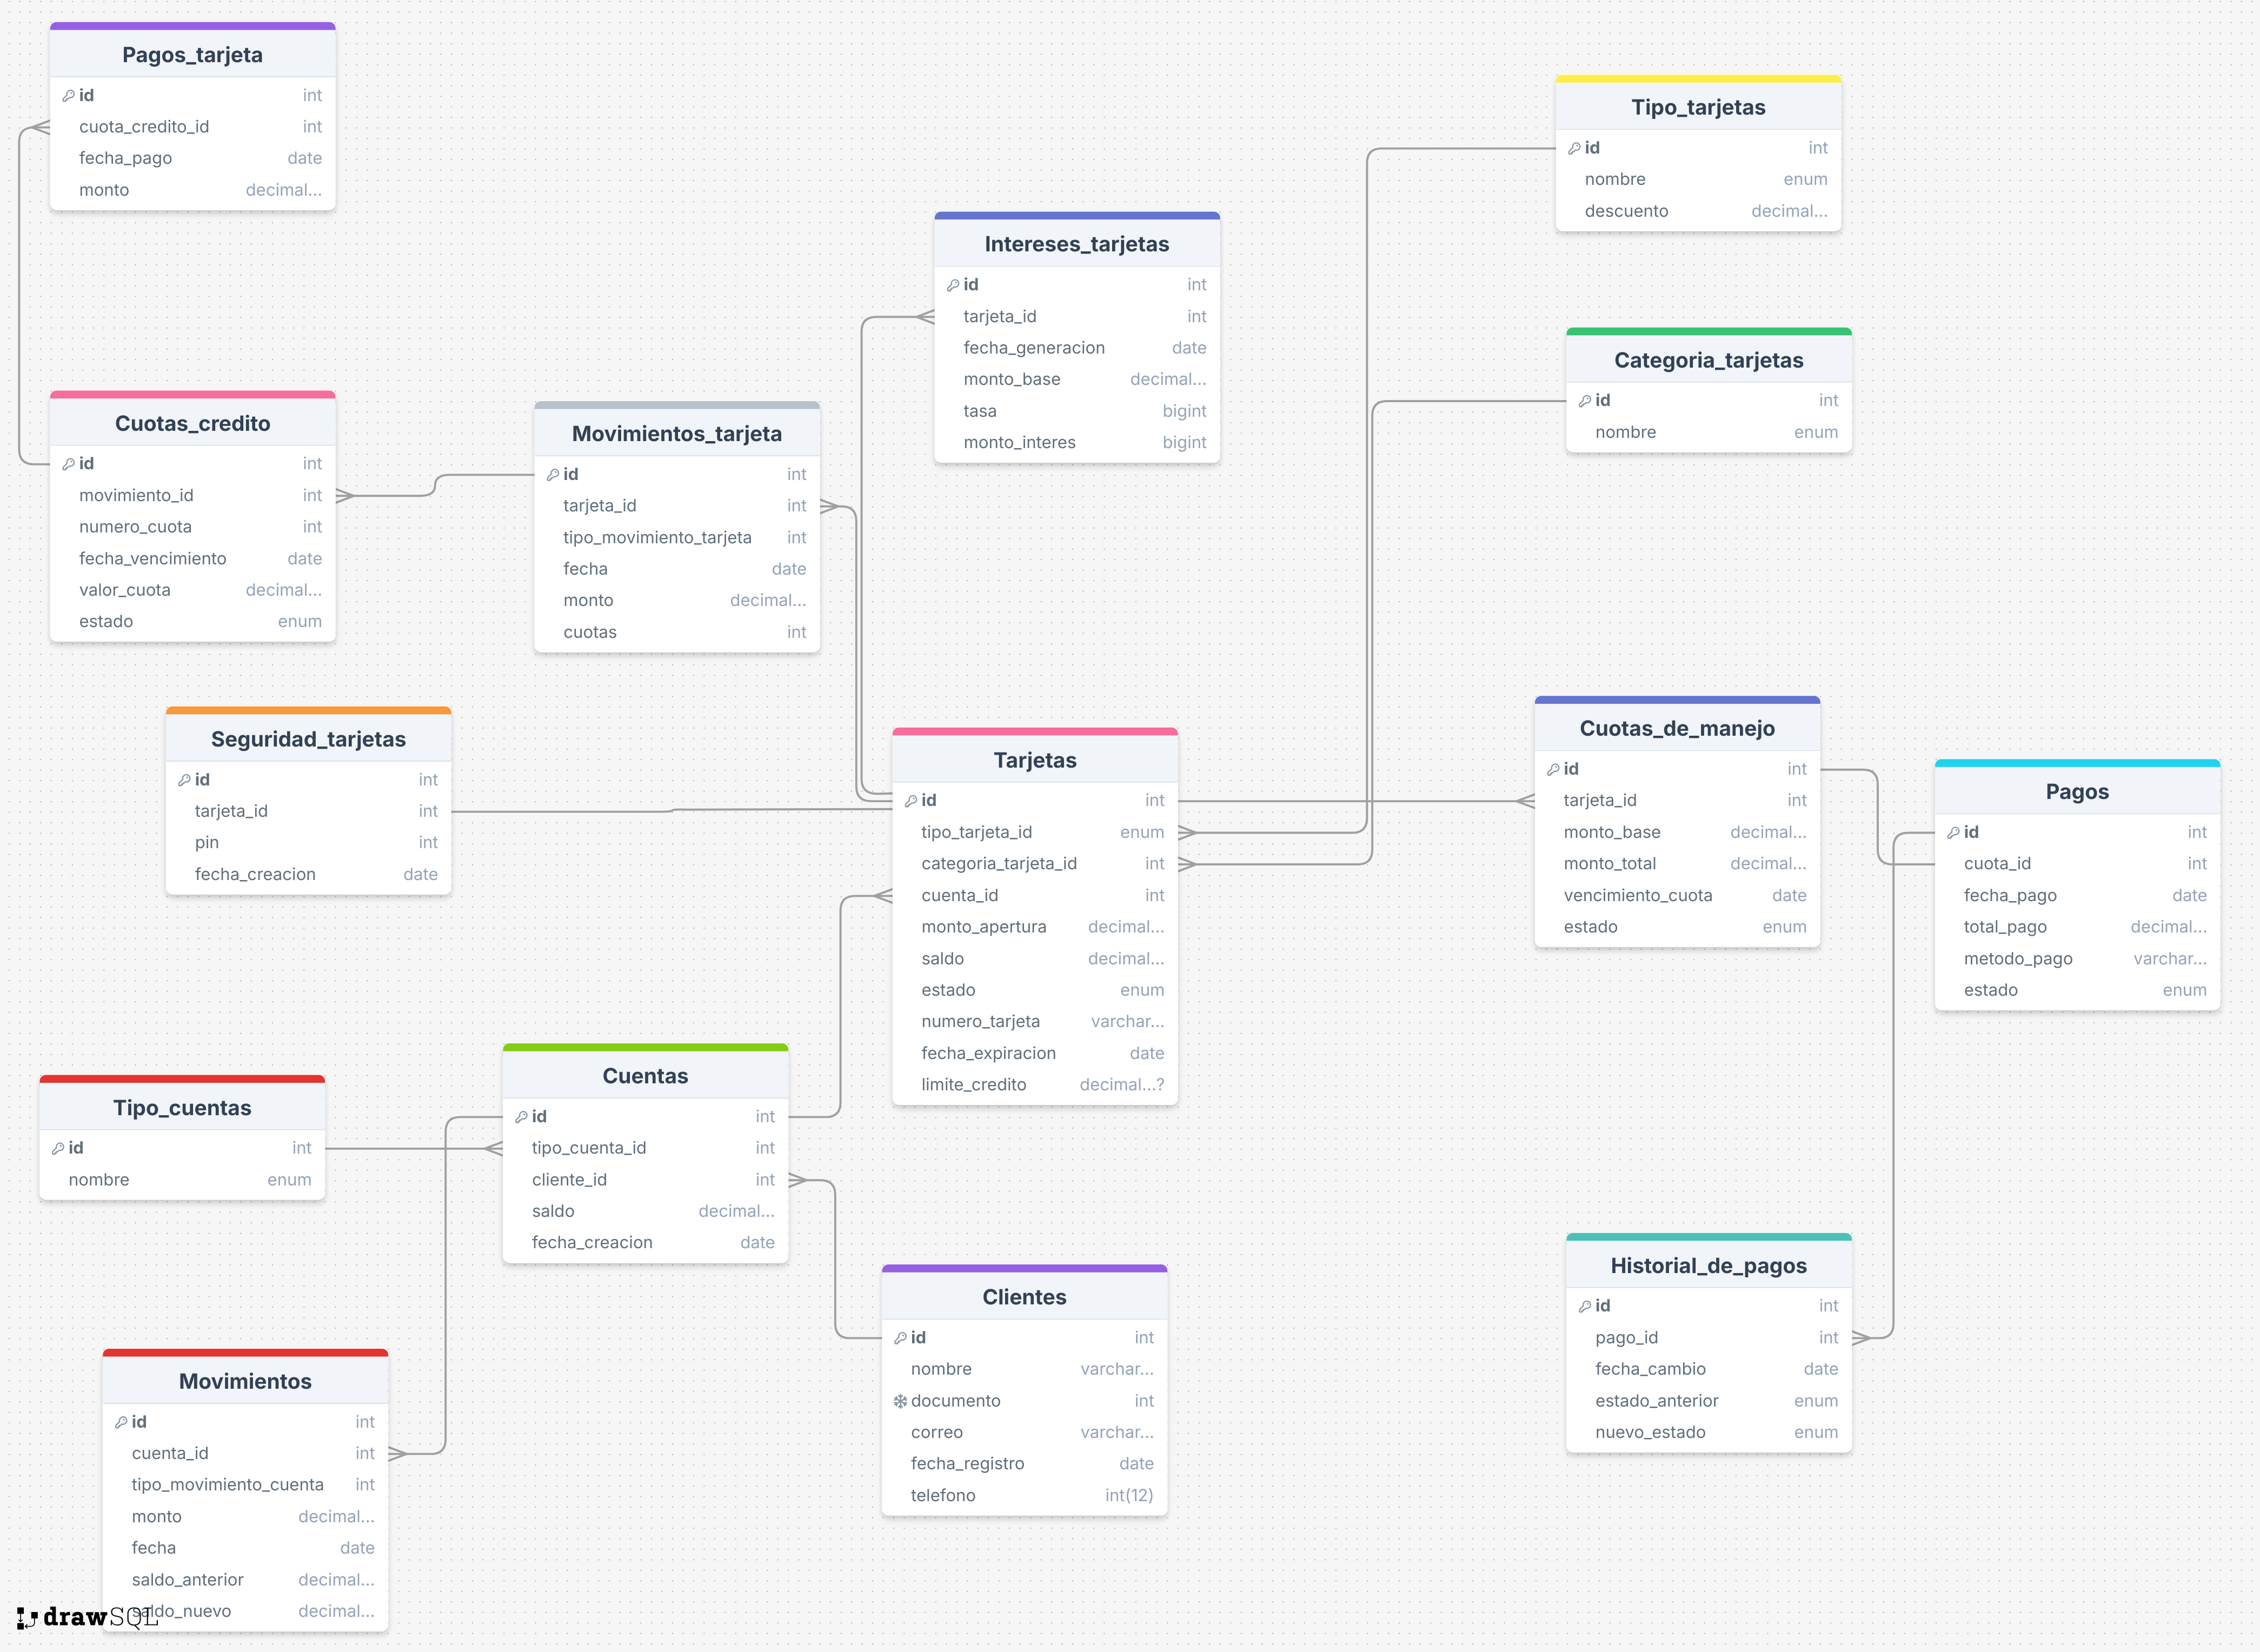 Pagos_tarjeta
id int
cuota_credito_id int
fecha_pago date
monto decimal...
Tipo_tarjetas
id int
nombre enum
descuento decimal...
Intereses_tarjetas
id int
tarjeta_id int
fecha_generacion date
monto_base decimal...
tasa bigint
monto_interes bigint
Categoria_tarjetas
id int
nombre enum
Cuotas_credito
id int
movimiento_id int
numero_cuota int
fecha_vencimiento date
valor_cuota decimal...
estado enum
Movimientos_tarjeta
id int
tarjeta_id int
tipo_movimiento_tarjeta int
fecha date
monto decimal...
cuotas int
Seguridad_tarjetas
id int
tarjeta_id int
pin int
fecha_creacion date
Tarjetas
id int
tipo_tarjeta_id enum
categoria_tarjeta_id int
cuenta_id int
monto_apertura decimal...
saldo decimal...
estado enum
numero_tarjeta varchar...
fecha_expiracion date
limite_credito decimal...?
Cuotas_de_manejo
id int
tarjeta_id int
monto_base decimal...
monto_total decimal...
vencimiento_cuota date
estado enum
Pagos
id int
cuota_id int
fecha_pago date
total_pago decimal...
metodo_pago varchar...
estado enum
Tipo_cuentas
id int
nombre enum
Cuentas
id int
tipo_cuenta_id int
cliente_id int
saldo decimal...
fecha_creacion date
Clientes
id int
nombre varchar...
documento int
correo varchar...
fecha_registro date
telefono int(12)
Historial_de_pagos
id int
pago_id int
fecha_cambio date
estado_anterior enum
nuevo_estado enum
Movimientos
id int
cuenta_id int
tipo_movimiento_cuenta int
monto decimal...
fecha date
saldo_anterior decimal...
saldo_nuevo decimal...
drawSQL